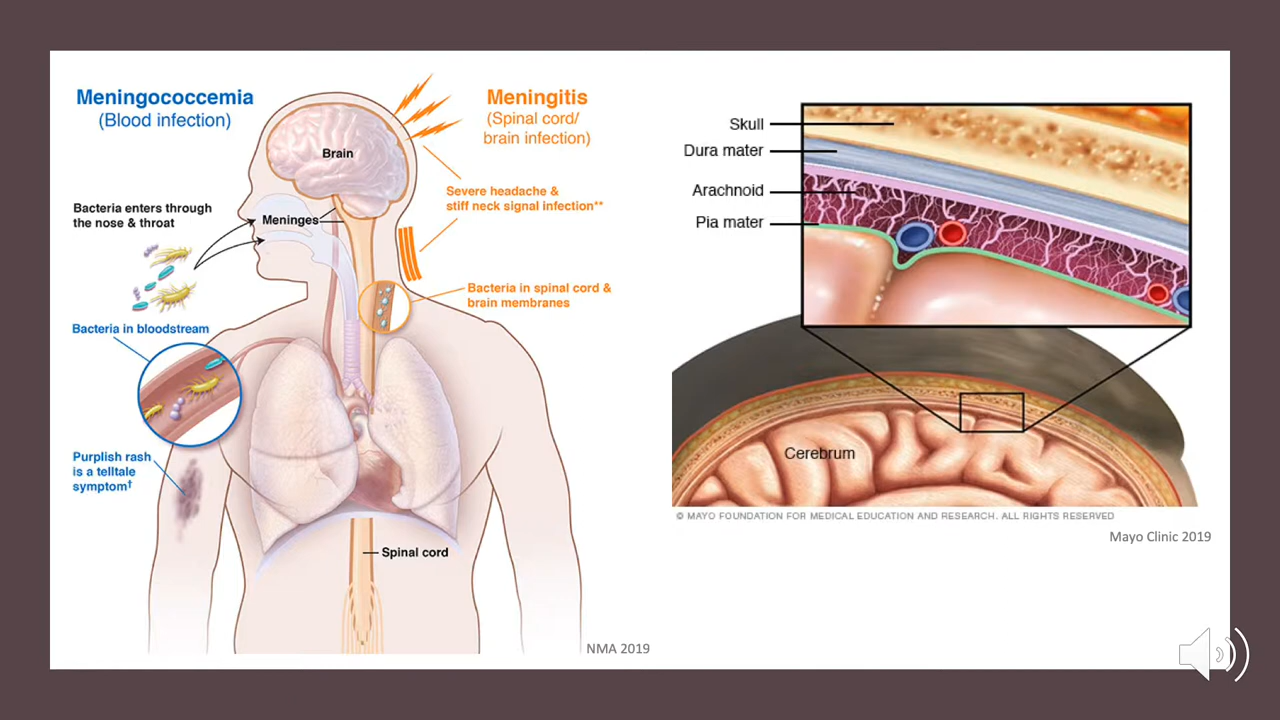 Meningococcemia
(Blood infection)
Meningitis
(Spinal cord/
brain infection)
Brain
Severe headache &
stiff neck signal infection**
Bacteria enters through
the nose & throat
Meninges
Bacteria in spinal cord &
brain membranes
Bacteria in bloodstream
Purplish rash
is a telltale
symptom†
Spinal cord
NMA 2019
Skull
Dura mater
Arachnoid
Pia mater
Cerebrum
© MAYO FOUNDATION FOR MEDICAL EDUCATION AND RESEARCH. ALL RIGHTS RESERVED
Mayo Clinic 2019